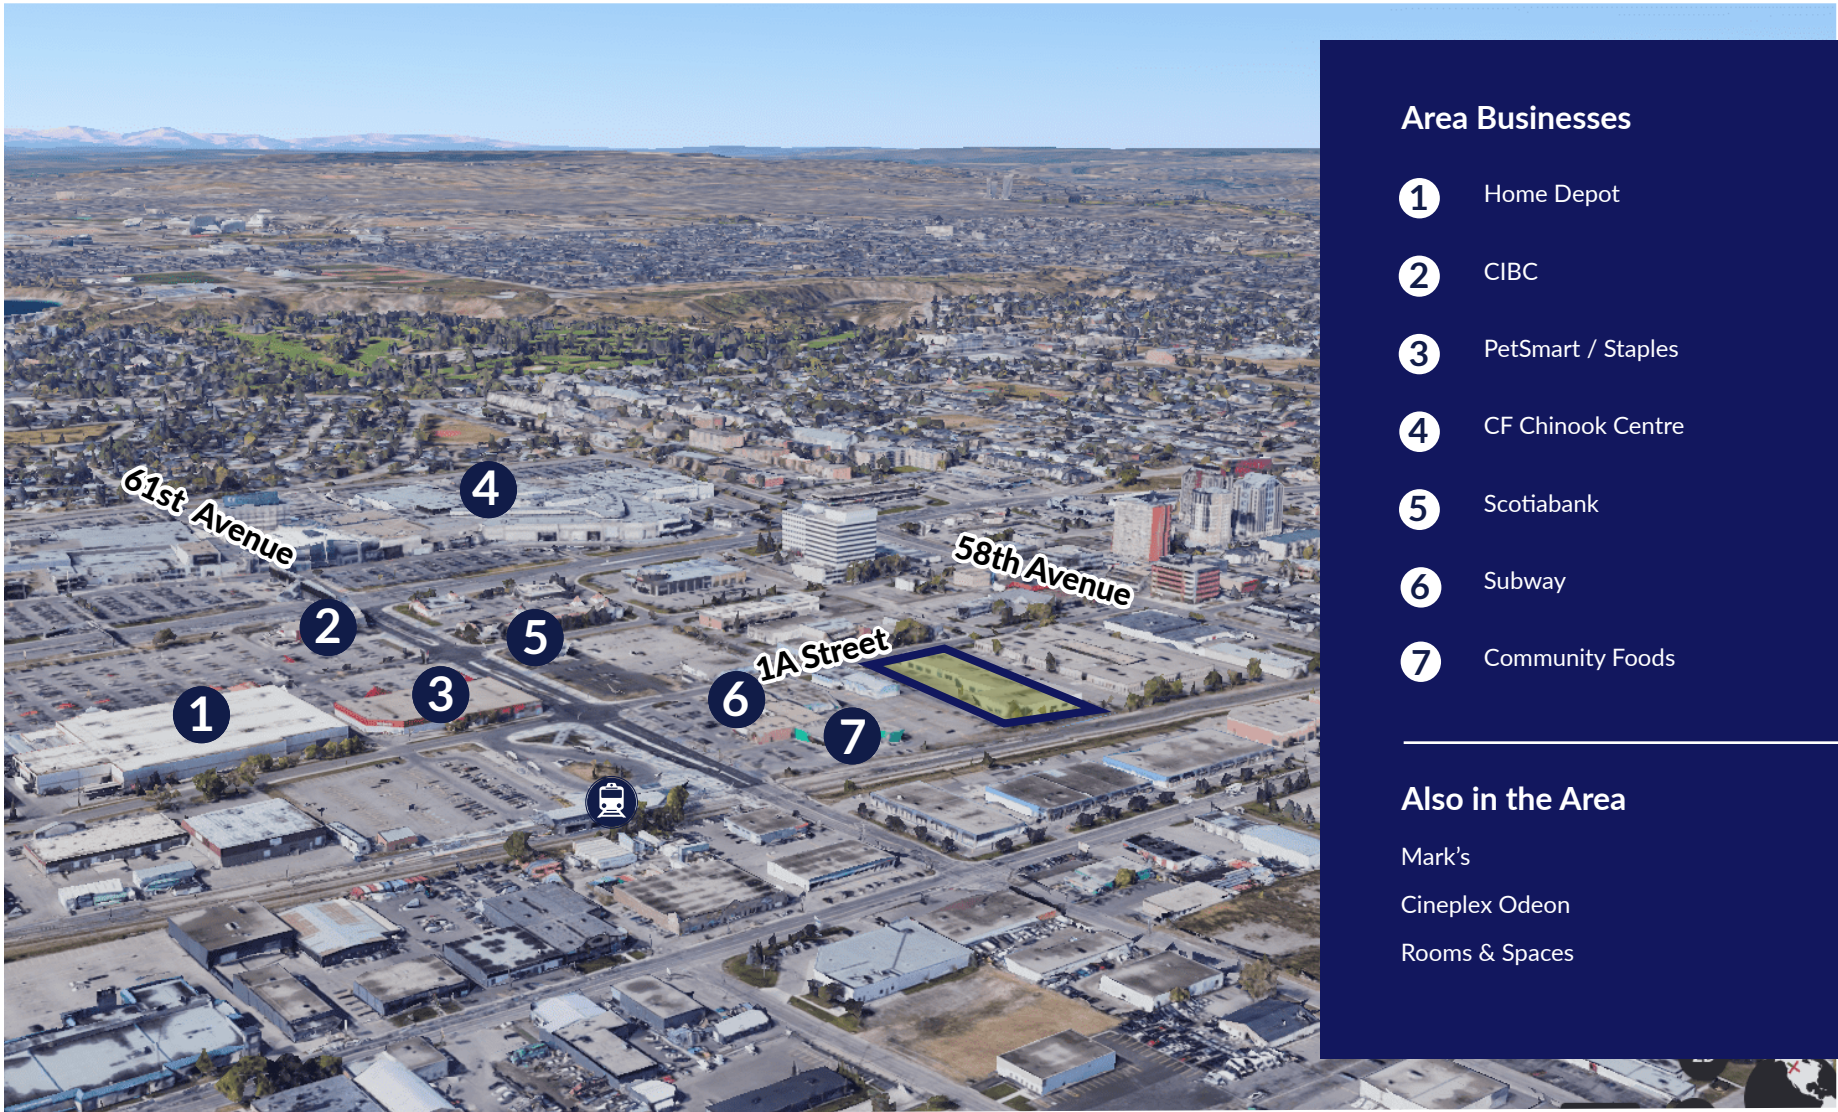 Area Businesses
1 Home Depot
2 CIBC
3 PetSmart / Staples
4 CF Chinook Centre
5 Scotiabank
6 Subway
7 Community Foods
Also in the Area
Mark's
Cineplex Odeon
Rooms & Spaces
61st Avenue
58th Avenue
1A Street
4
2
5
3
1
6
7